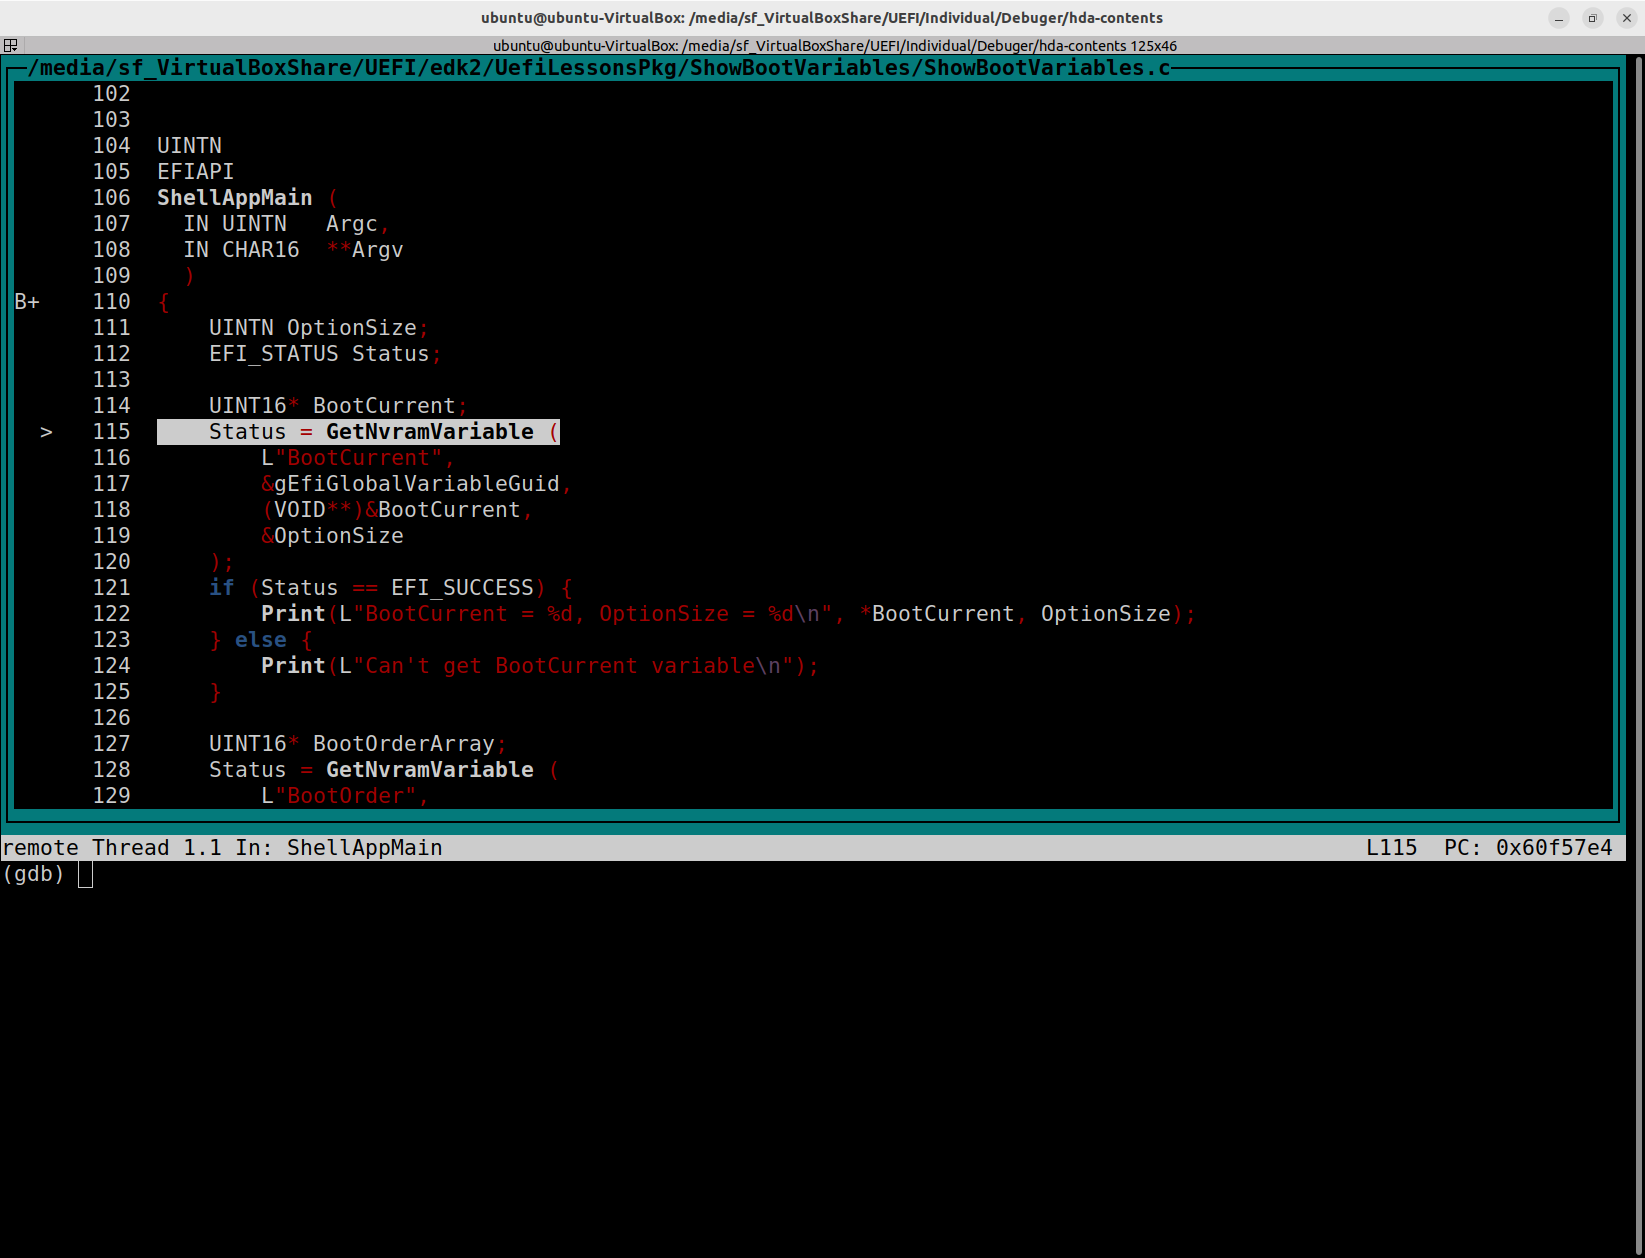 ubuntu@ubuntu-VirtualBox: /media/sf_VirtualBoxShare/UEFI/Individual/Debuger/hda-contents
ubuntu@ubuntu-VirtualBox: /media/sf_VirtualBoxShare/UEFI/Individual/Debuger/hda-contents 125x46
/media/sf_VirtualBoxShare/UEFI/edk2/UefiLessonsPkg/ShowBootVariables/ShowBootVariables.c
102
103
104  UINTN
105  EFIAPI
106  ShellAppMain (
107    IN UINTN   Argc,
108    IN CHAR16  **Argv
109    )
B+    110  {
111      UINTN OptionSize;
112      EFI_STATUS Status;
113
114      UINT16* BootCurrent;
>   115      Status = GetNvramVariable (
116          L"BootCurrent",
117          &gEfiGlobalVariableGuid,
118          (VOID**)&BootCurrent,
119          &OptionSize
120      );
121      if (Status == EFI_SUCCESS) {
122          Print(L"BootCurrent = %d, OptionSize = %d\n", *BootCurrent, OptionSize);
123      } else {
124          Print(L"Can't get BootCurrent variable\n");
125      }
126
127      UINT16* BootOrderArray;
128      Status = GetNvramVariable (
129          L"BootOrder",
remote Thread 1.1 In: ShellAppMain L115 PC: 0x60f57e4
(gdb)